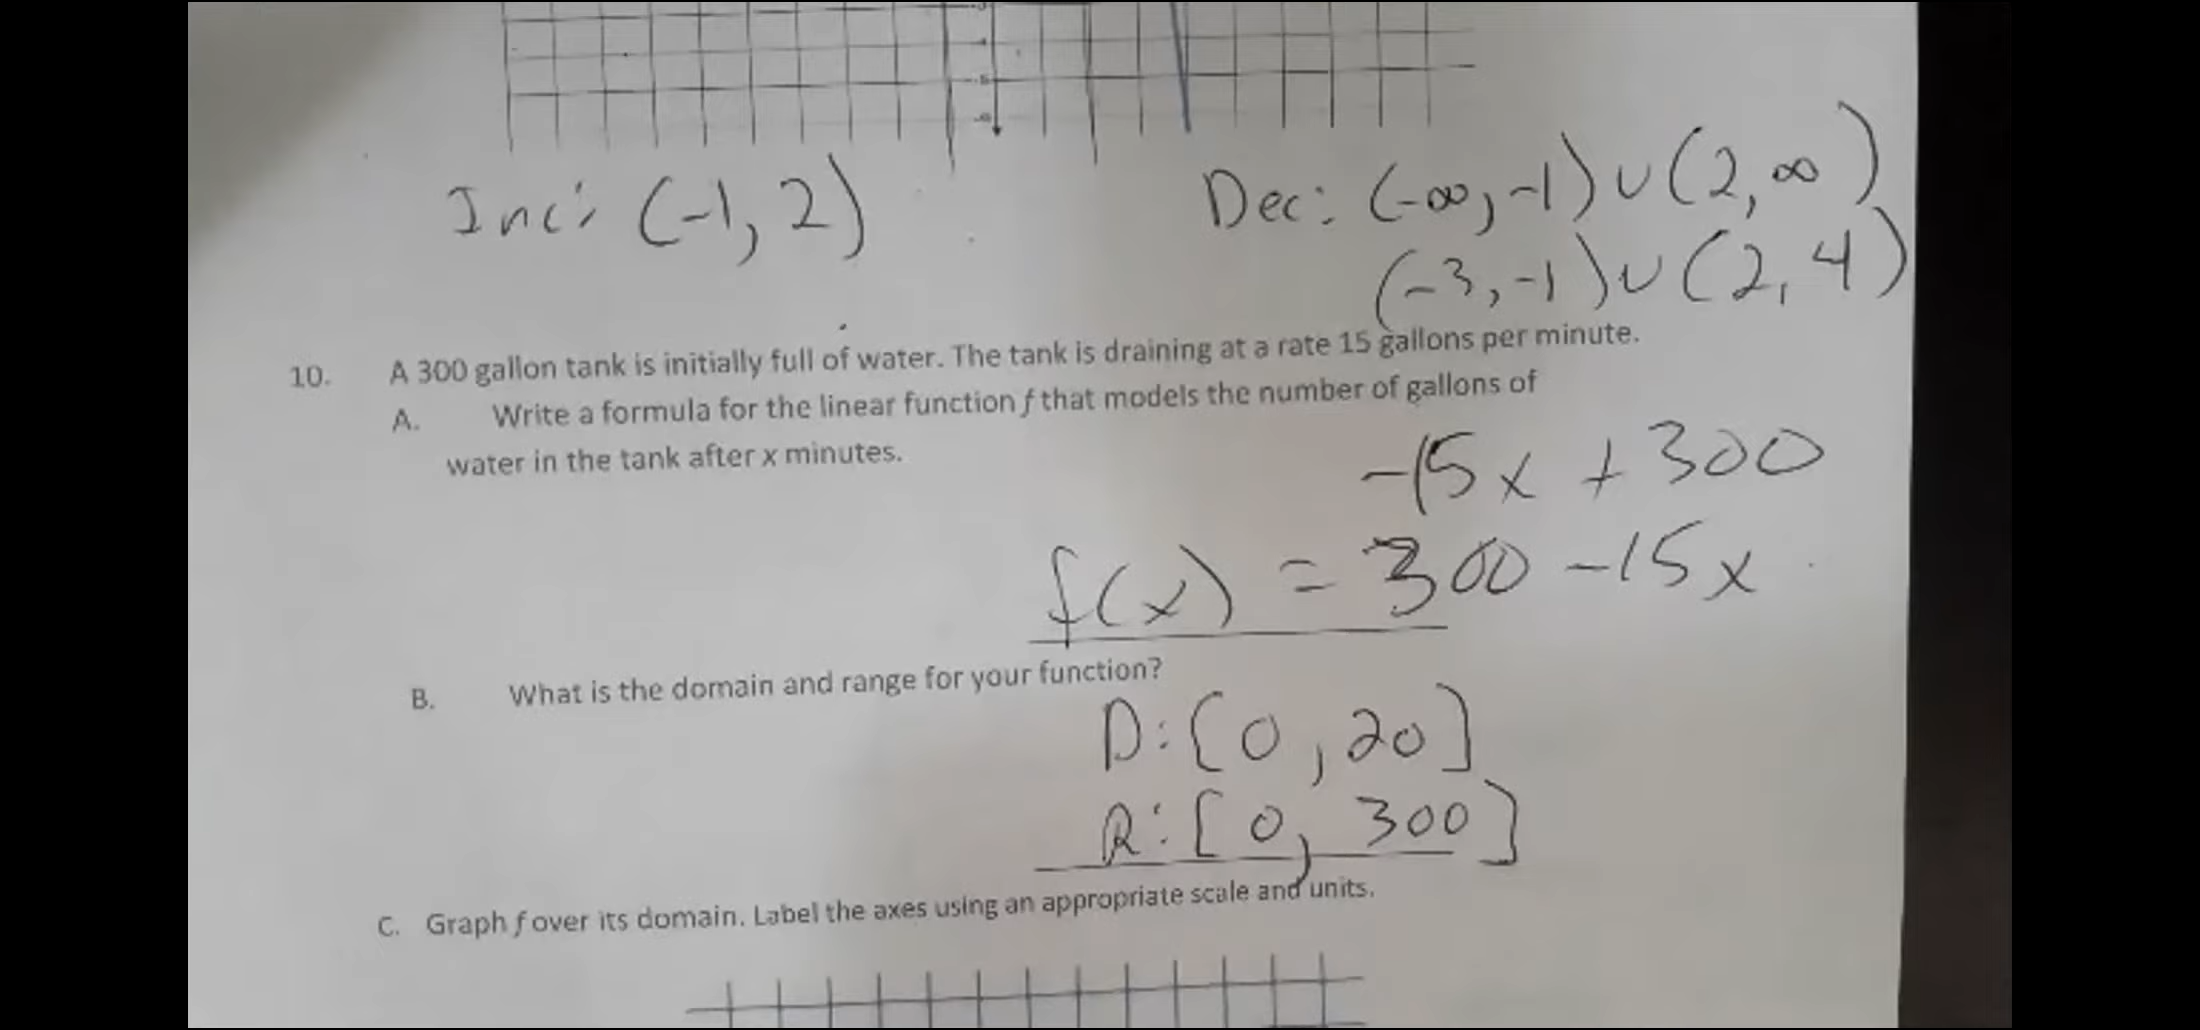 -4
-5
-6
Inc: (-1, 2)
Dec: (-∞, -1) ∪ (2, ∞)
(-3, -1) ∪ (2, 4)
10. A 300 gallon tank is initially full of water. The tank is draining at a rate 15 gallons per minute.
A. Write a formula for the linear function f that models the number of gallons of
water in the tank after x minutes.
-15x + 300
f(x) = 300 -15x
B. What is the domain and range for your function?
D: [0, 20]
R: [0, 300]
C. Graph f over its domain. Label the axes using an appropriate scale and units.